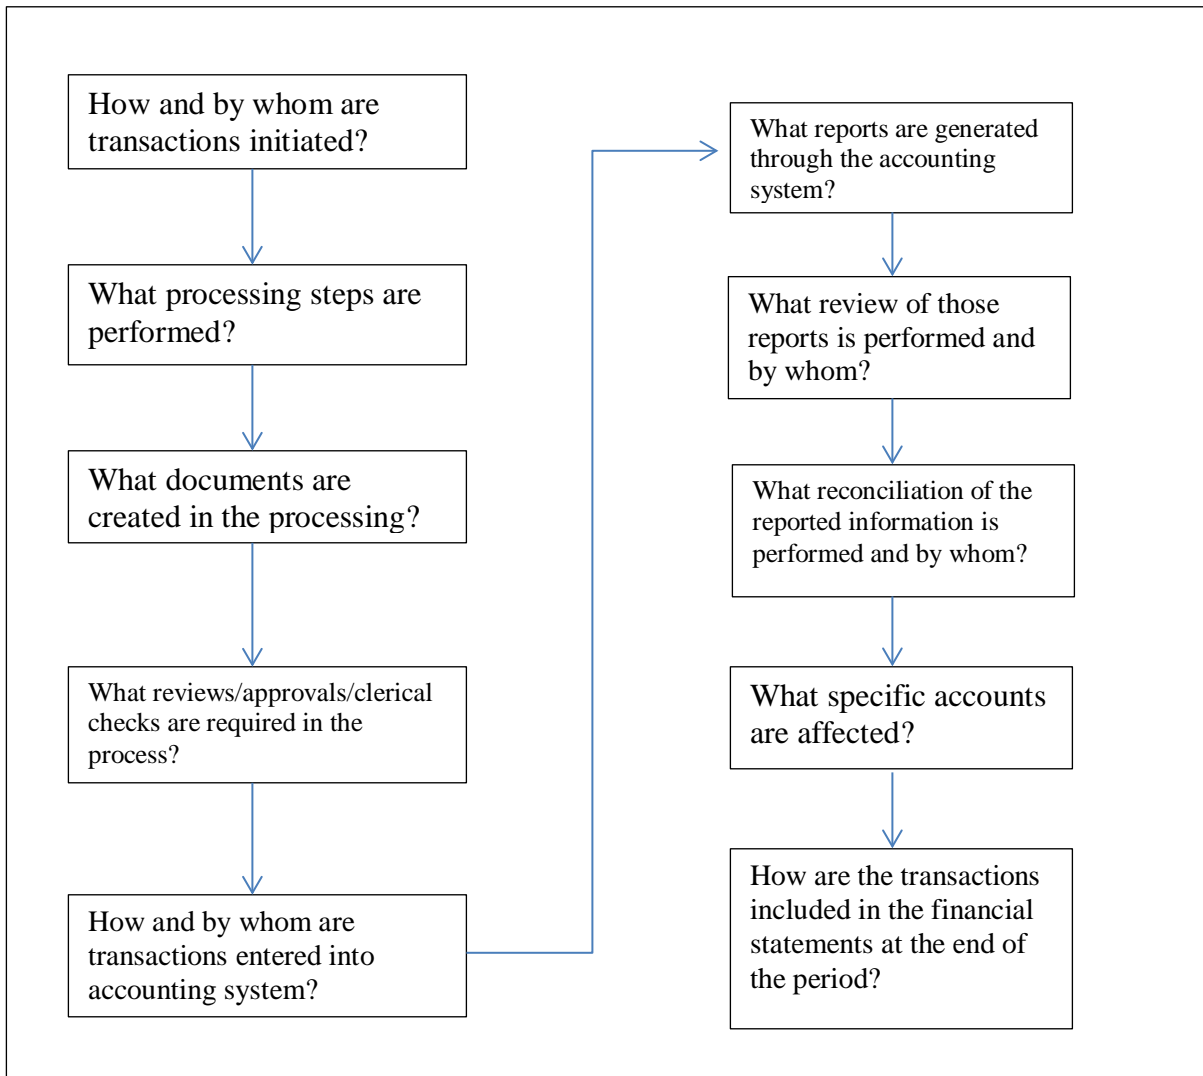 How and by whom are
transactions initiated?
What processing steps are
performed?
What documents are
created in the processing?
What reviews/approvals/clerical
checks are required in the
process?
How and by whom are
transactions entered into
accounting system?
What reports are generated
through the accounting
system?
What review of those
reports is performed and
by whom?
What reconciliation of the
reported information is
performed and by whom?
What specific accounts
are affected?
How are the transactions
included in the financial
statements at the end of
the period?